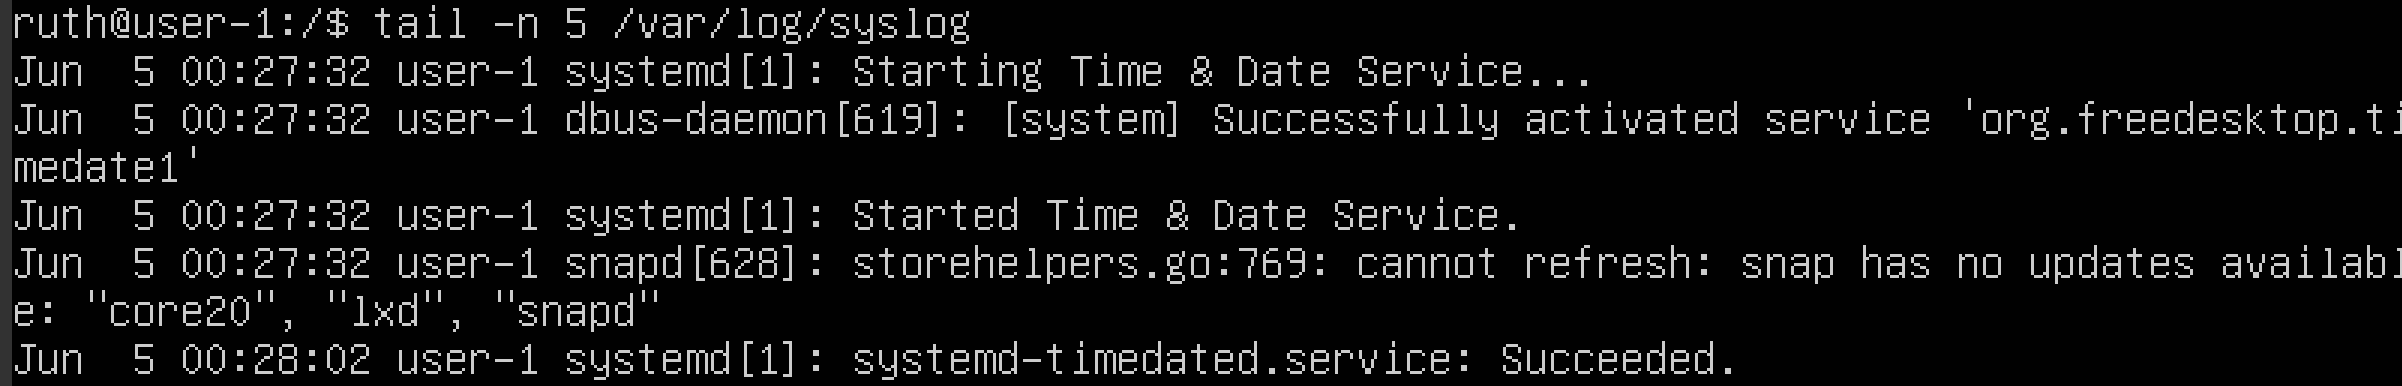 ruth@user-1:/$ tail -n 5 /var/log/syslog
Jun  5 00:27:32 user-1 systemd[1]: Starting Time & Date Service...
Jun  5 00:27:32 user-1 dbus-daemon[619]: [system] Successfully activated service 'org.freedesktop.ti
medate1'
Jun  5 00:27:32 user-1 systemd[1]: Started Time & Date Service.
Jun  5 00:27:32 user-1 snapd[628]: storehelpers.go:769: cannot refresh: snap has no updates availabl
e: "core20", "lxd", "snapd"
Jun  5 00:28:02 user-1 systemd[1]: systemd-timedated.service: Succeeded.